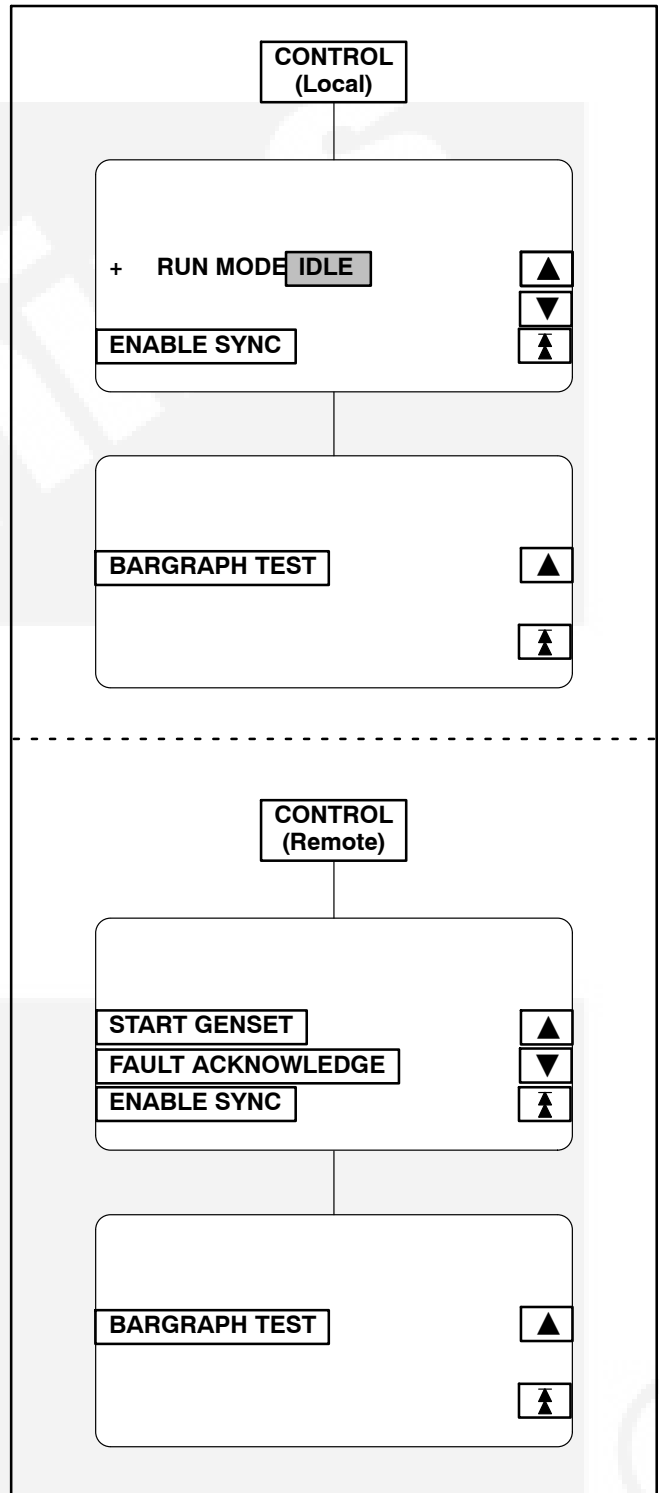 CONTROL
(Local)
+ RUN MODE IDLE
ENABLE SYNC
BARGRAPH TEST
CONTROL
(Remote)
START GENSET
FAULT ACKNOWLEDGE
ENABLE SYNC
BARGRAPH TEST